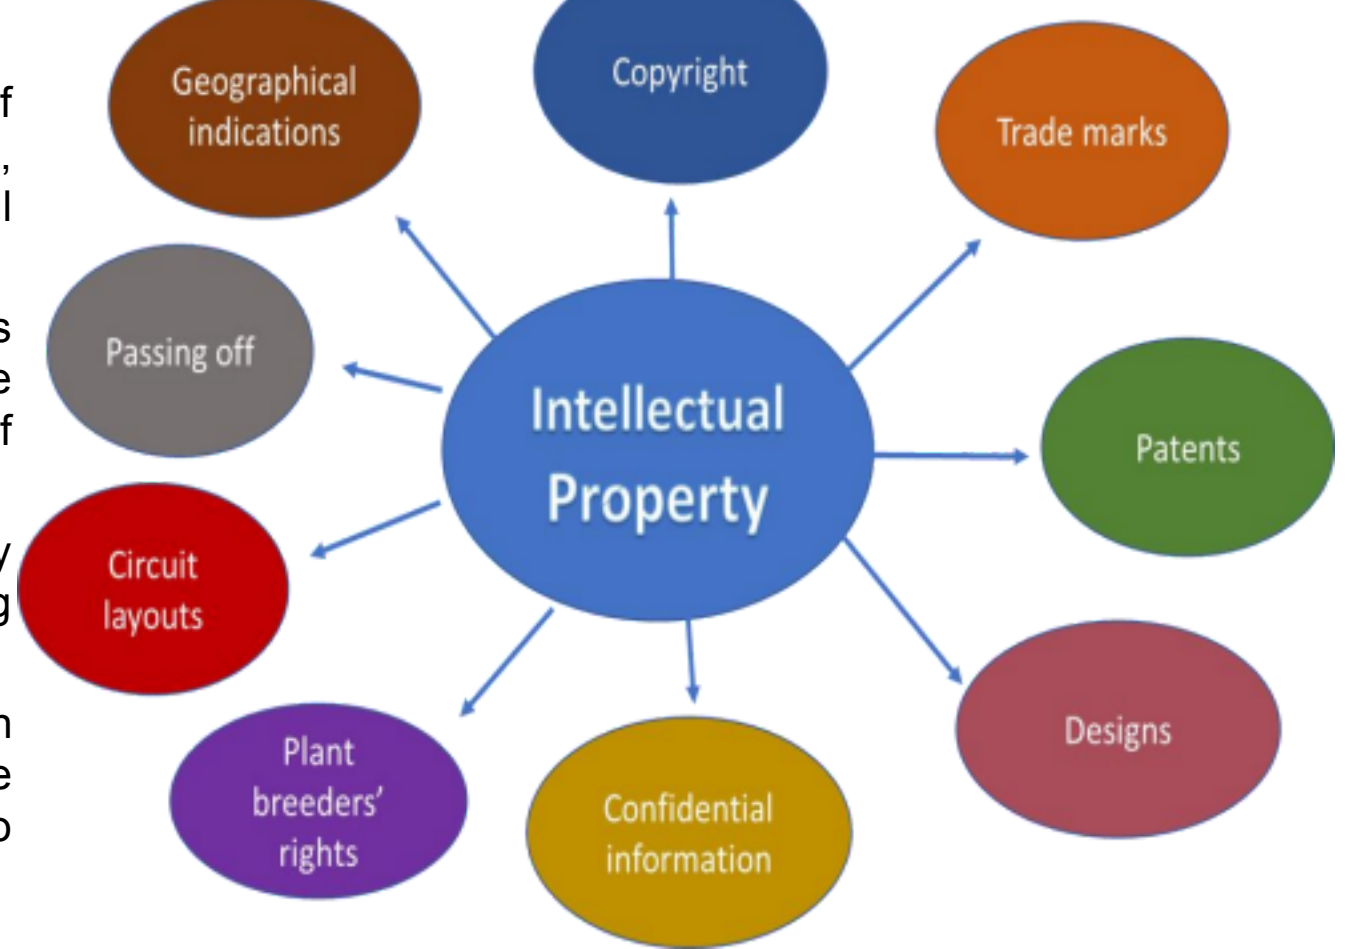 f
,
l
s
e
f
y
g
n
e
o
Geographical
indications
Copyright
Trade marks
Passing off
Intellectual
Property
Patents
Circuit
layouts
Designs
Plant
breeders’
rights
Confidential
information